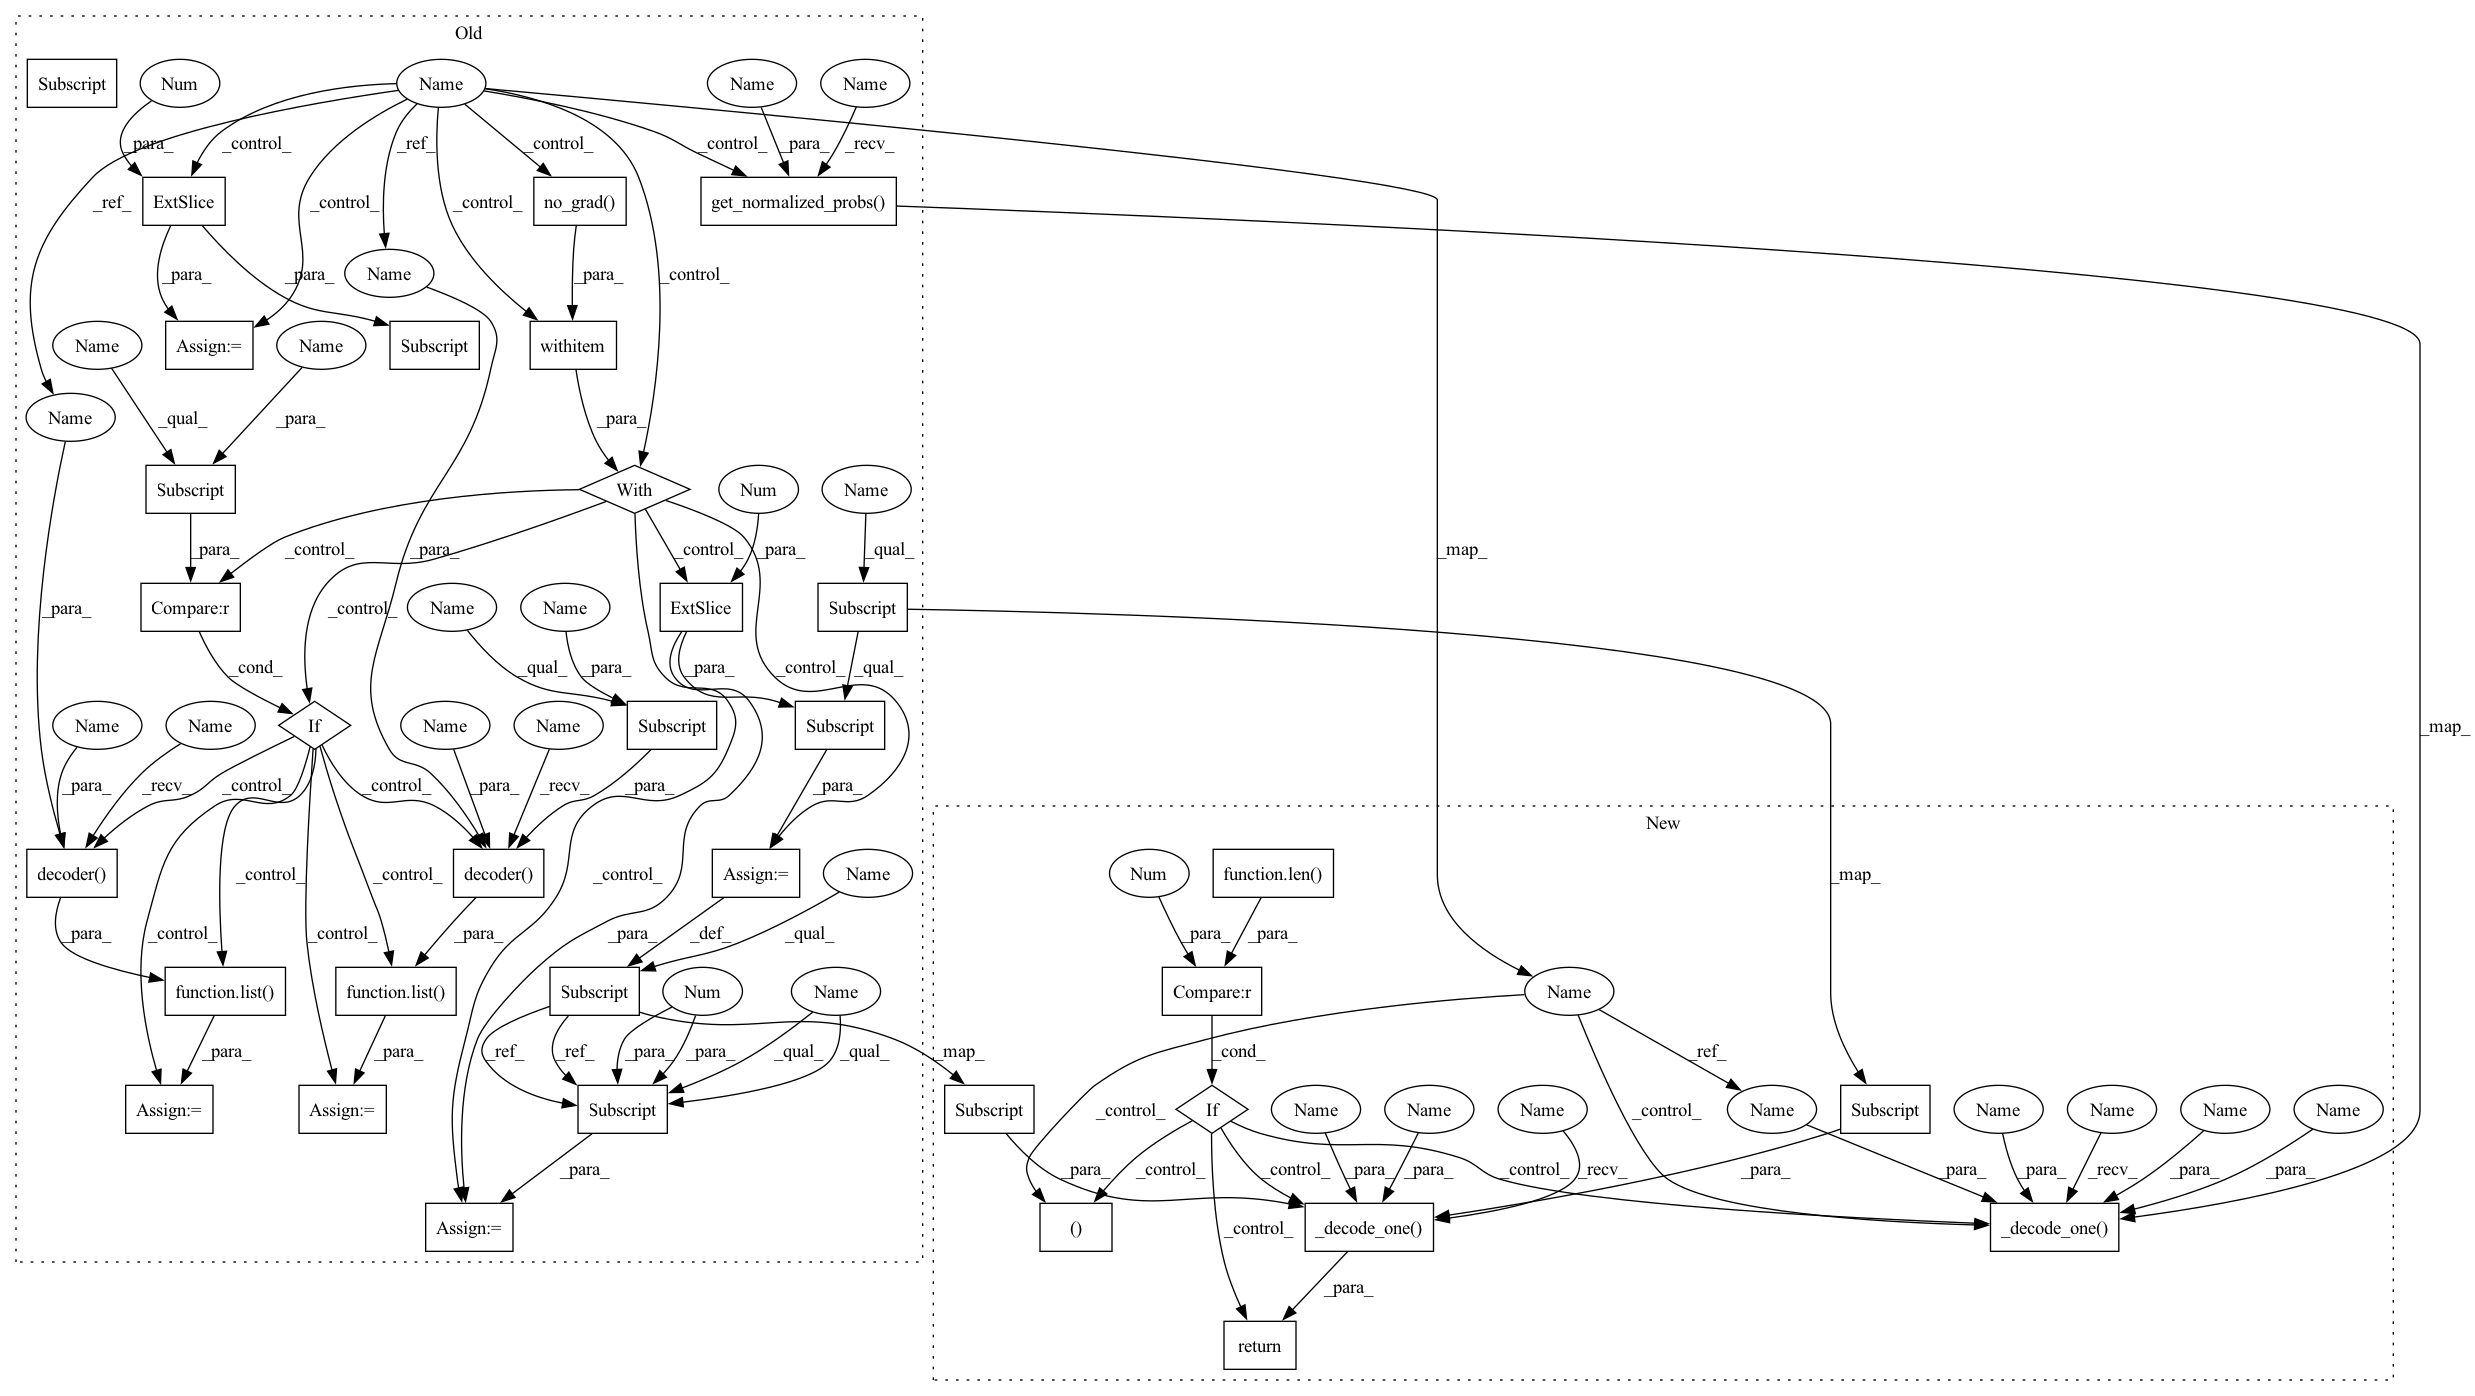 Old
Subscript
Num
Name
Name
Name
_para_
_control_
_ref_
_control_
_control_
_para_
_recv_
_ref_
_control_
_control_
ExtSlice
no_grad()
get_normalized_probs()
_para_
_para_
Name
_para_
_control_
Name
Name
Assign:=
Subscript
withitem
Name
_qual_
_para_
_para_
Subscript
With
Num
Name
_para_
_control_
_para_
_control_
_para_
_qual_
_map_
Compare:r
Name
Name
ExtSlice
Subscript
_para_
_control_
_cond_
_qual_
_para_
_para_
_control_
_qual_
Name
Name
If
Name
Name
Subscript
Subscript
_map_
_para_
_recv_
_control_
_control_
_para_
_recv_
_para_
_para_
New
decoder()
decoder()
Assign:=
Name
Num
function.len()
_control_
_control_
_control_
_map_
_para_
_control_
_control_
_para_
_para_
_def_
_qual_
_para_
_para_
function.list()
function.list()
Subscript
Num
Name
Compare:r
Name
_para_
_para_
_ref_
_ref_
_para_
_para_
_qual_
_qual_
_map_
_cond_
_ref_
Assign:=
Assign:=
Subscript
Subscript
If
Name
Name
Name
Name
Subscript
Name
Name
Name
Name
_control_
_control_
_para_
_para_
_control_
_control_
_para_
_para_
_recv_
_control_
_para_
_para_
_para_
_recv_
_para_
_para_
Assign:=
()
_decode_one()
_decode_one()
_control_
_para_
return